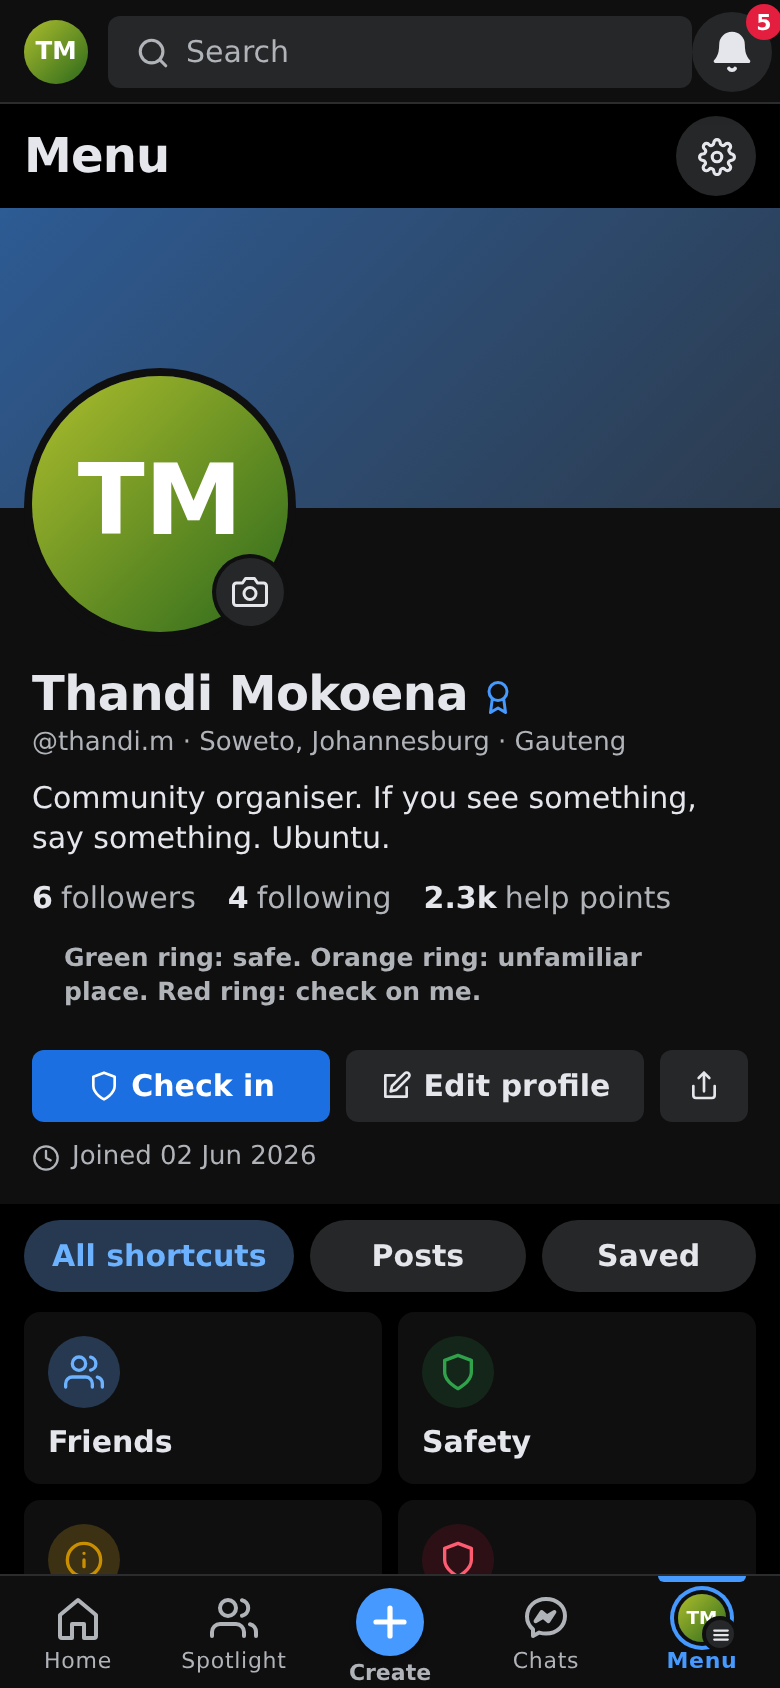 TM
Search
5
Menu
TM
Thandi Mokoena
@thandi.m · Soweto, Johannesburg · Gauteng
Community organiser. If you see something,
say something. Ubuntu.
6 followers 4 following 2.3k help points
Green ring: safe. Orange ring: unfamiliar
place. Red ring: check on me.
Check in
Edit profile
Joined 02 Jun 2026
All shortcuts
Posts
Saved
Friends
Safety
Home
Spotlight
Create
Chats
TM
Menu